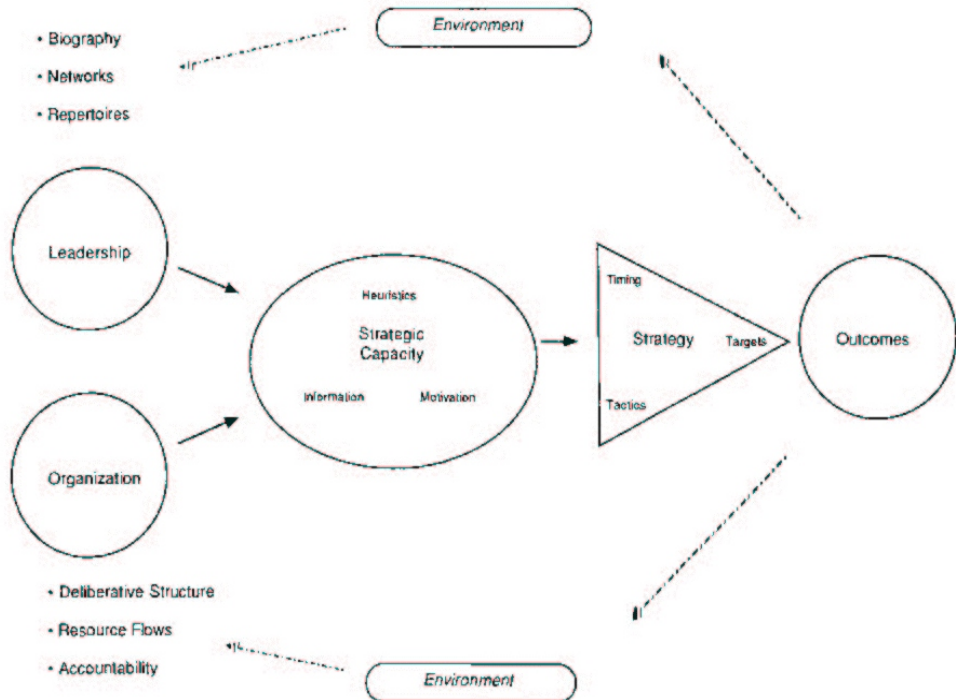 Environment
• Biography
• Networks
• Repertoires
Leadership
Heuristics
Strategic
Capacity
Information
Motivation
Timing
Strategy
Targets
Tactics
Outcomes
Organization
• Deliberative Structure
• Resource Flows
• Accountability
Environment